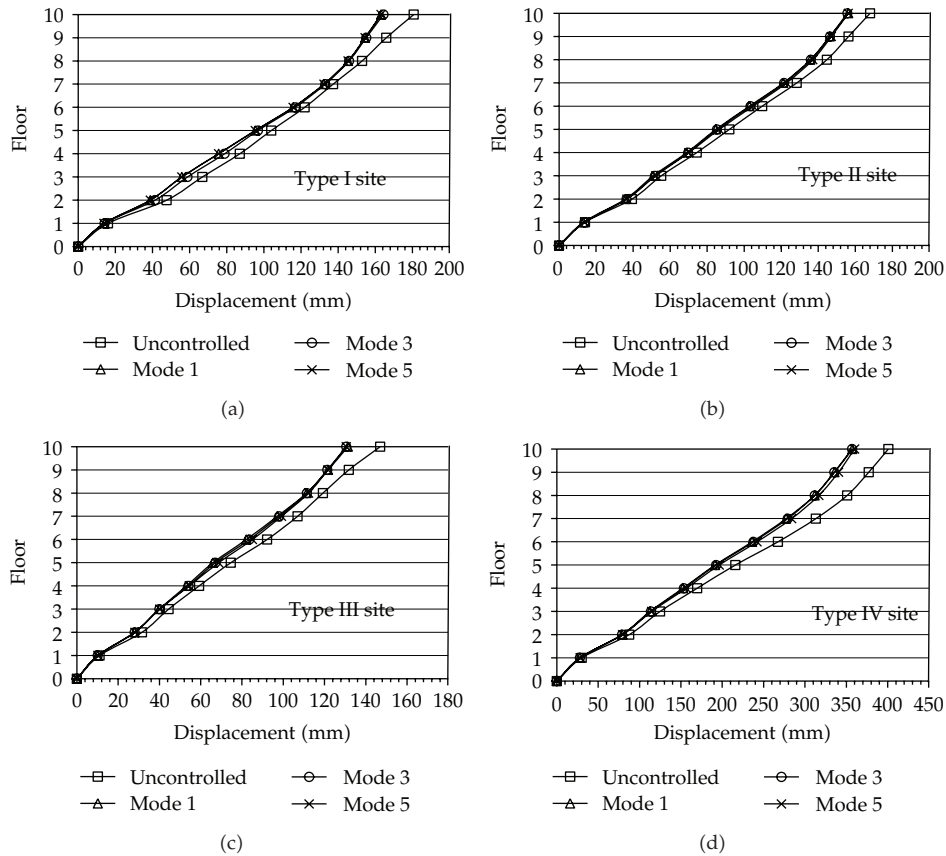 10
9
8
7
6
5
4
3
2
1
0
Floor
Type I site
0 20 40 60 80 100 120 140 160 180 200
Displacement (mm)
Uncontrolled
Mode 1
Mode 3
Mode 5
(a)
10
9
8
7
6
5
4
3
2
1
0
Floor
Type II site
0 20 40 60 80 100 120 140 160 180 200
Displacement (mm)
Uncontrolled
Mode 1
Mode 3
Mode 5
(b)
10
9
8
7
6
5
4
3
2
1
0
Floor
Type III site
0 20 40 60 80 100 120 140 160 180
Displacement (mm)
Uncontrolled
Mode 1
Mode 3
Mode 5
(c)
10
9
8
7
6
5
4
3
2
1
0
Floor
Type IV site
0 50 100 150 200 250 300 350 400 450
Displacement (mm)
Uncontrolled
Mode 1
Mode 3
Mode 5
(d)